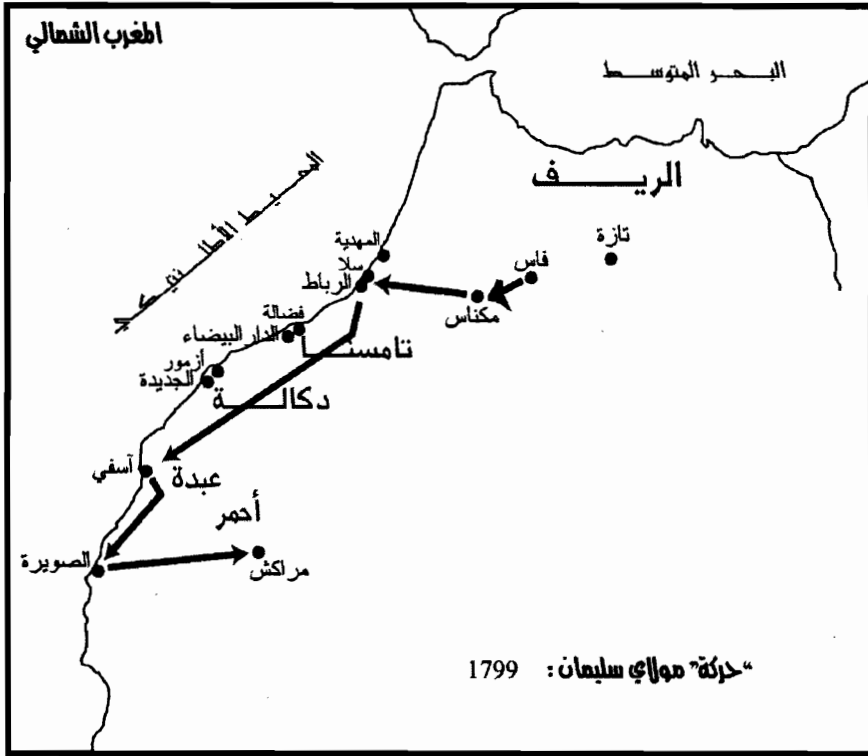 المغرب الشمالي
البحر المتوسط
المحيط الأطلنتيكي
الريف
تازة
فاس
مكناس
المهدية
سلا
الرباط
فضالة
الدار البيضاء
تامسنا
أزمور
الجديدة
دكالة
آسفي
عبدة
أحمر
الصويرة
مراكش
"حركة" مولاي سليمان: 1799